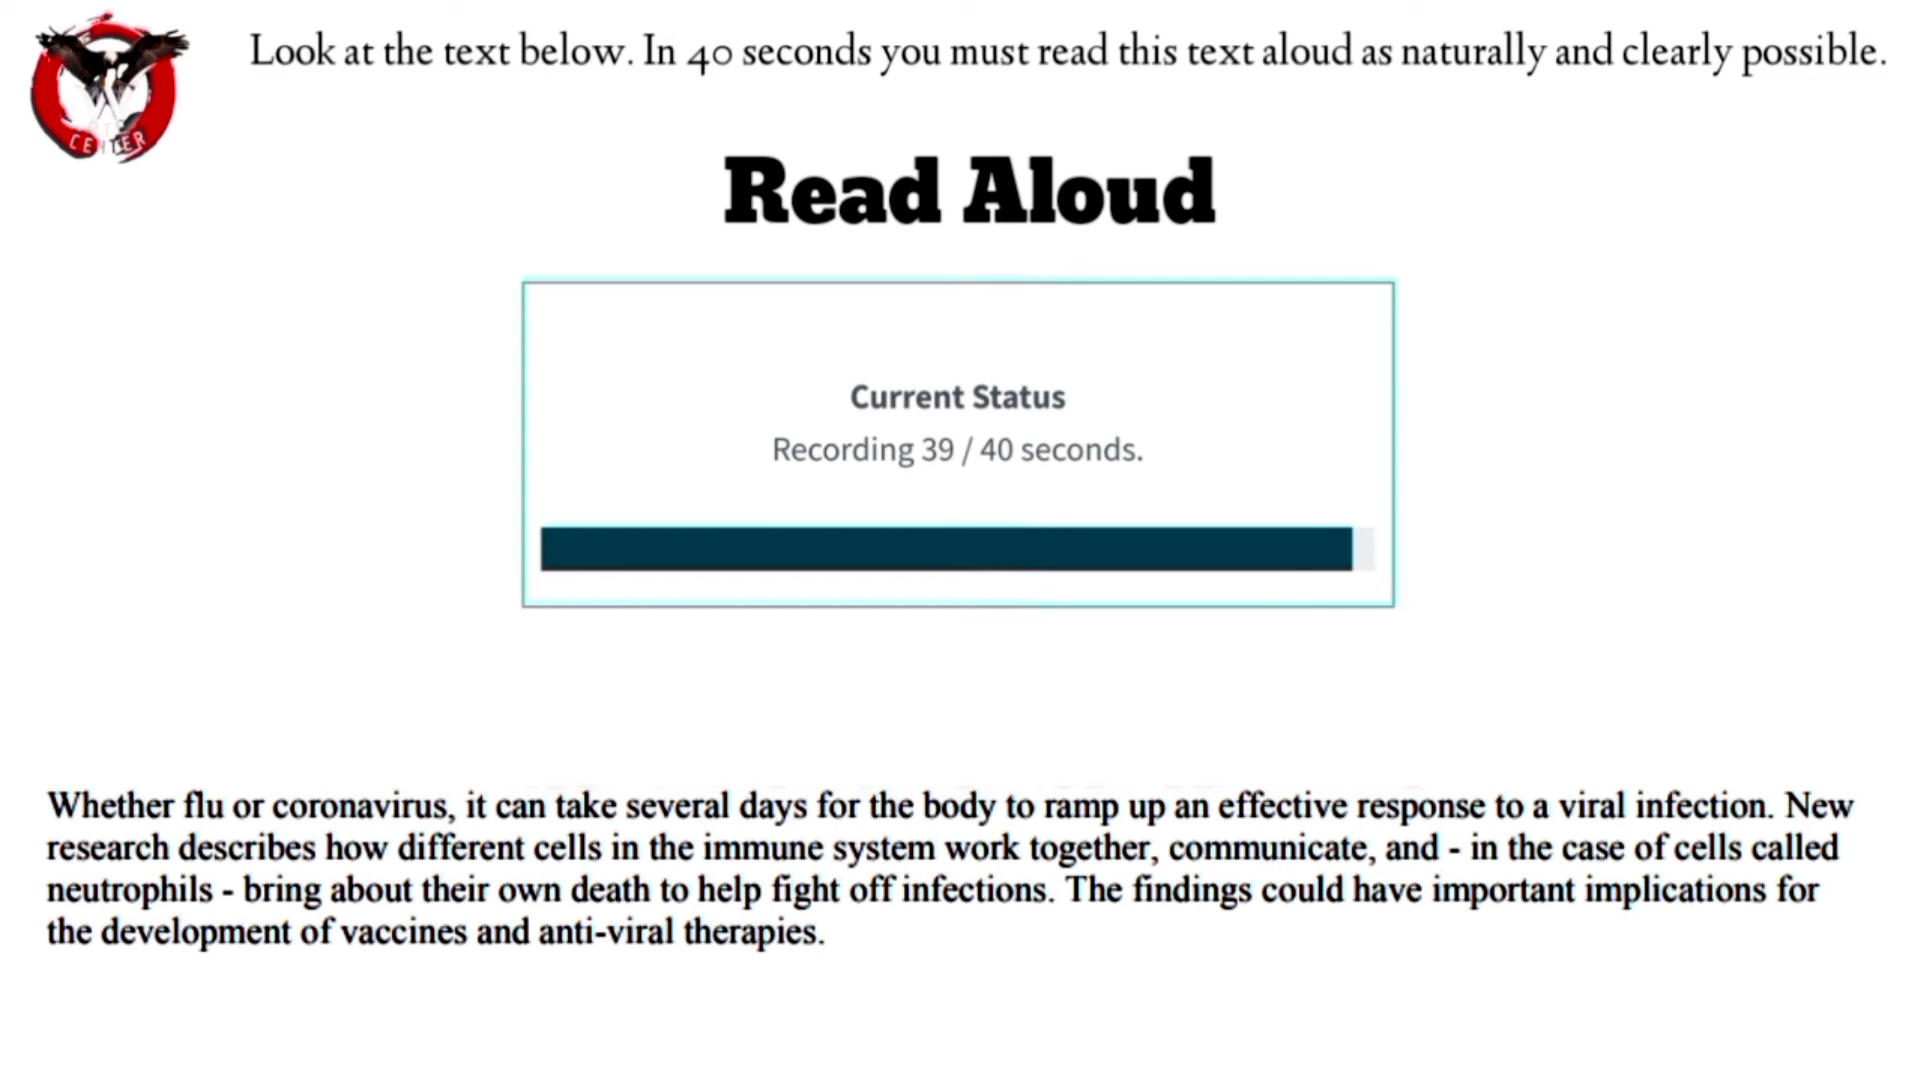 Look at the text below. In 40 seconds you must read this text aloud as naturally and clearly possible.
CENTER
Read Aloud
Current Status
Recording 39 / 40 seconds.
Whether flu or coronavirus, it can take several days for the body to ramp up an effective response to a viral infection. New
research describes how different cells in the immune system work together, communicate, and - in the case of cells called
neutrophils - bring about their own death to help fight off infections. The findings could have important implications for
the development of vaccines and anti-viral therapies.